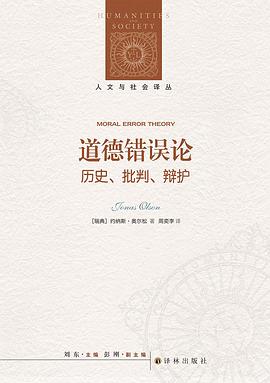 HUMANITIES
AND
SOCIETY
人文与社会译丛
MORAL ERROR THEORY
道德错误论
历史、批判、辩护
Jonas Olson
[瑞典] 约纳斯·奥尔松 著 周奕李 译
刘东·主编 彭刚·副主编
译林出版社